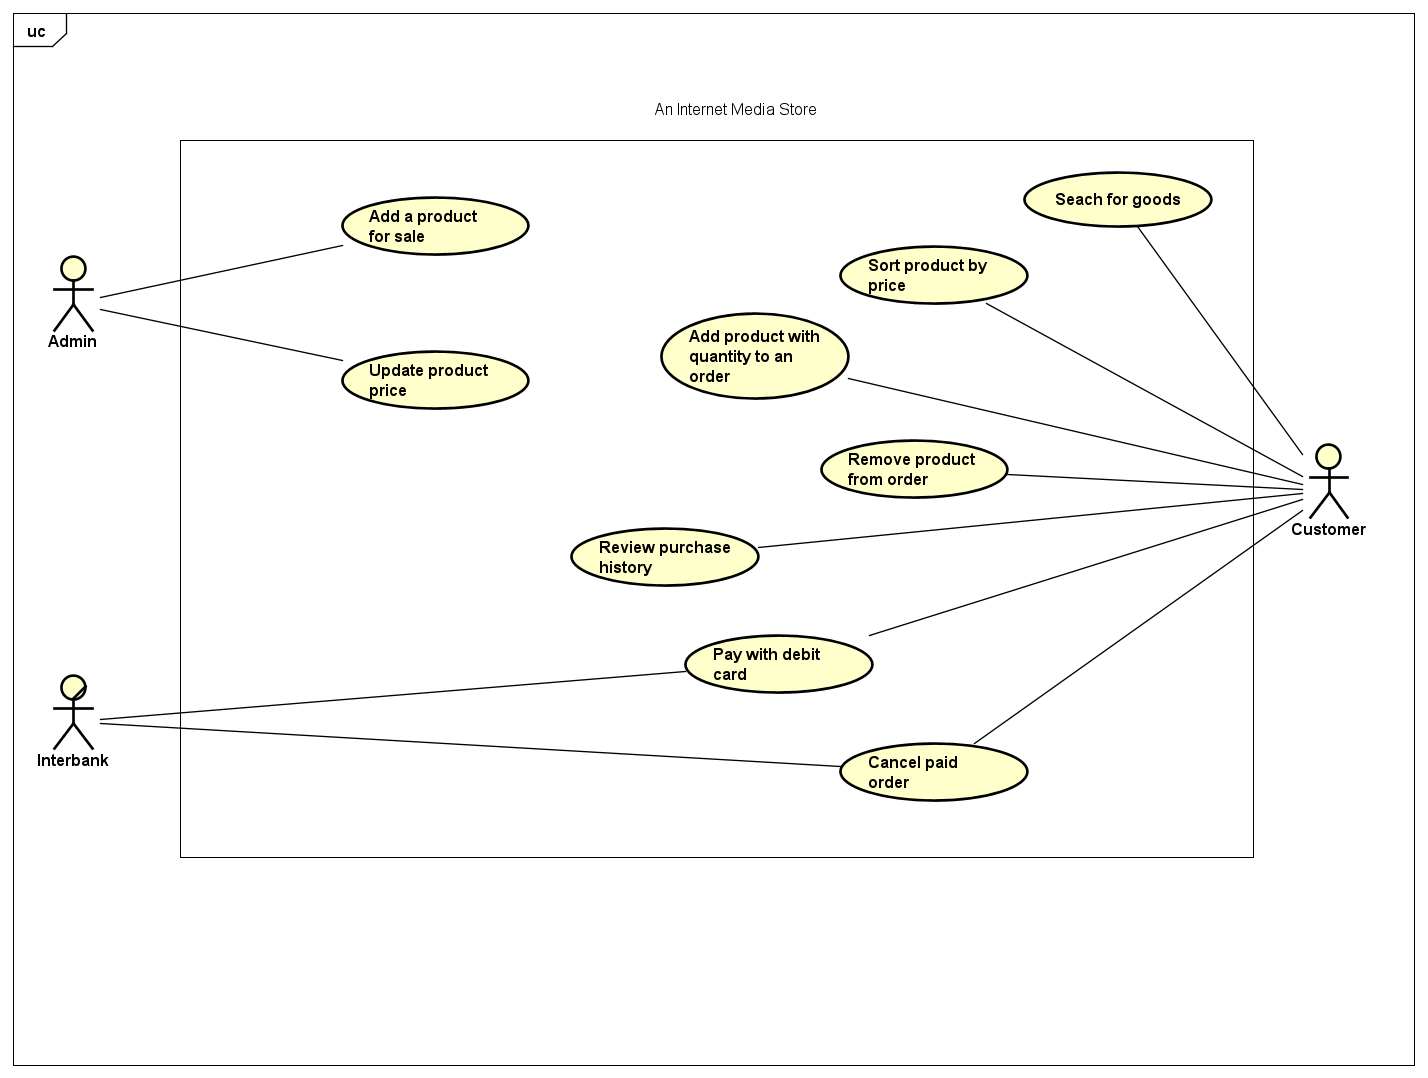 uc
An Internet Media Store
Seach for goods
Add a product
for sale
Sort product by
price
Add product with
quantity to an
order
Admin
Update product
price
Remove product
from order
Customer
Review purchase
history
Pay with debit
card
Interbank
Cancel paid
order